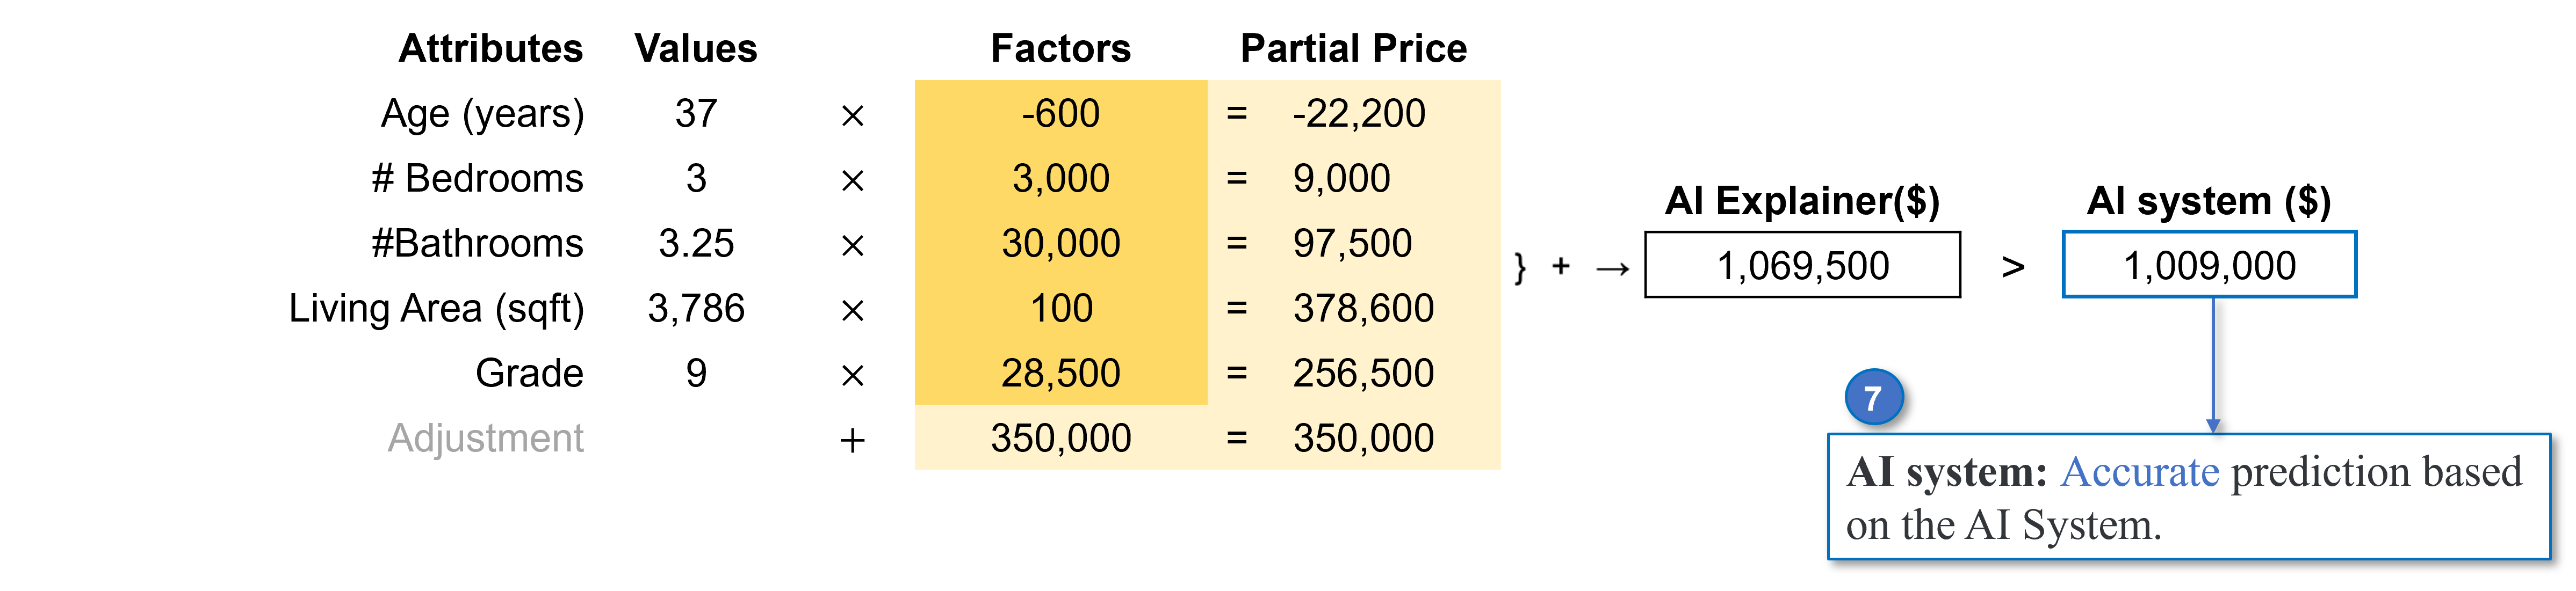 Attributes Values Factors Partial Price
Age (years) 37 × -600 = -22,200
# Bedrooms 3 × 3,000 = 9,000
#Bathrooms 3.25 × 30,000 = 97,500
Living Area (sqft) 3,786 × 100 = 378,600
Grade 9 × 28,500 = 256,500
Adjustment + 350,000 = 350,000
} + →
AI Explainer($) AI system ($)
1,069,500 > 1,009,000
7
AI system: Accurate prediction based
on the AI System.